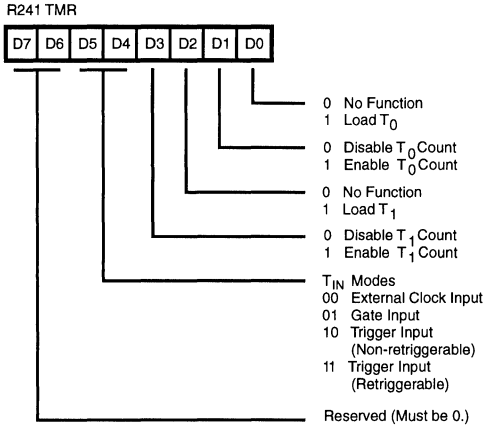 R241 TMR
D7 D6 D5 D4 D3 D2 D1 D0
0 No Function
1 Load T0
0 Disable T0 Count
1 Enable T0 Count
0 No Function
1 Load T1
0 Disable T1 Count
1 Enable T1 Count
TIN Modes
00 External Clock Input
01 Gate Input
10 Trigger Input
(Non-retriggerable)
11 Trigger Input
(Retriggerable)
Reserved (Must be 0.)